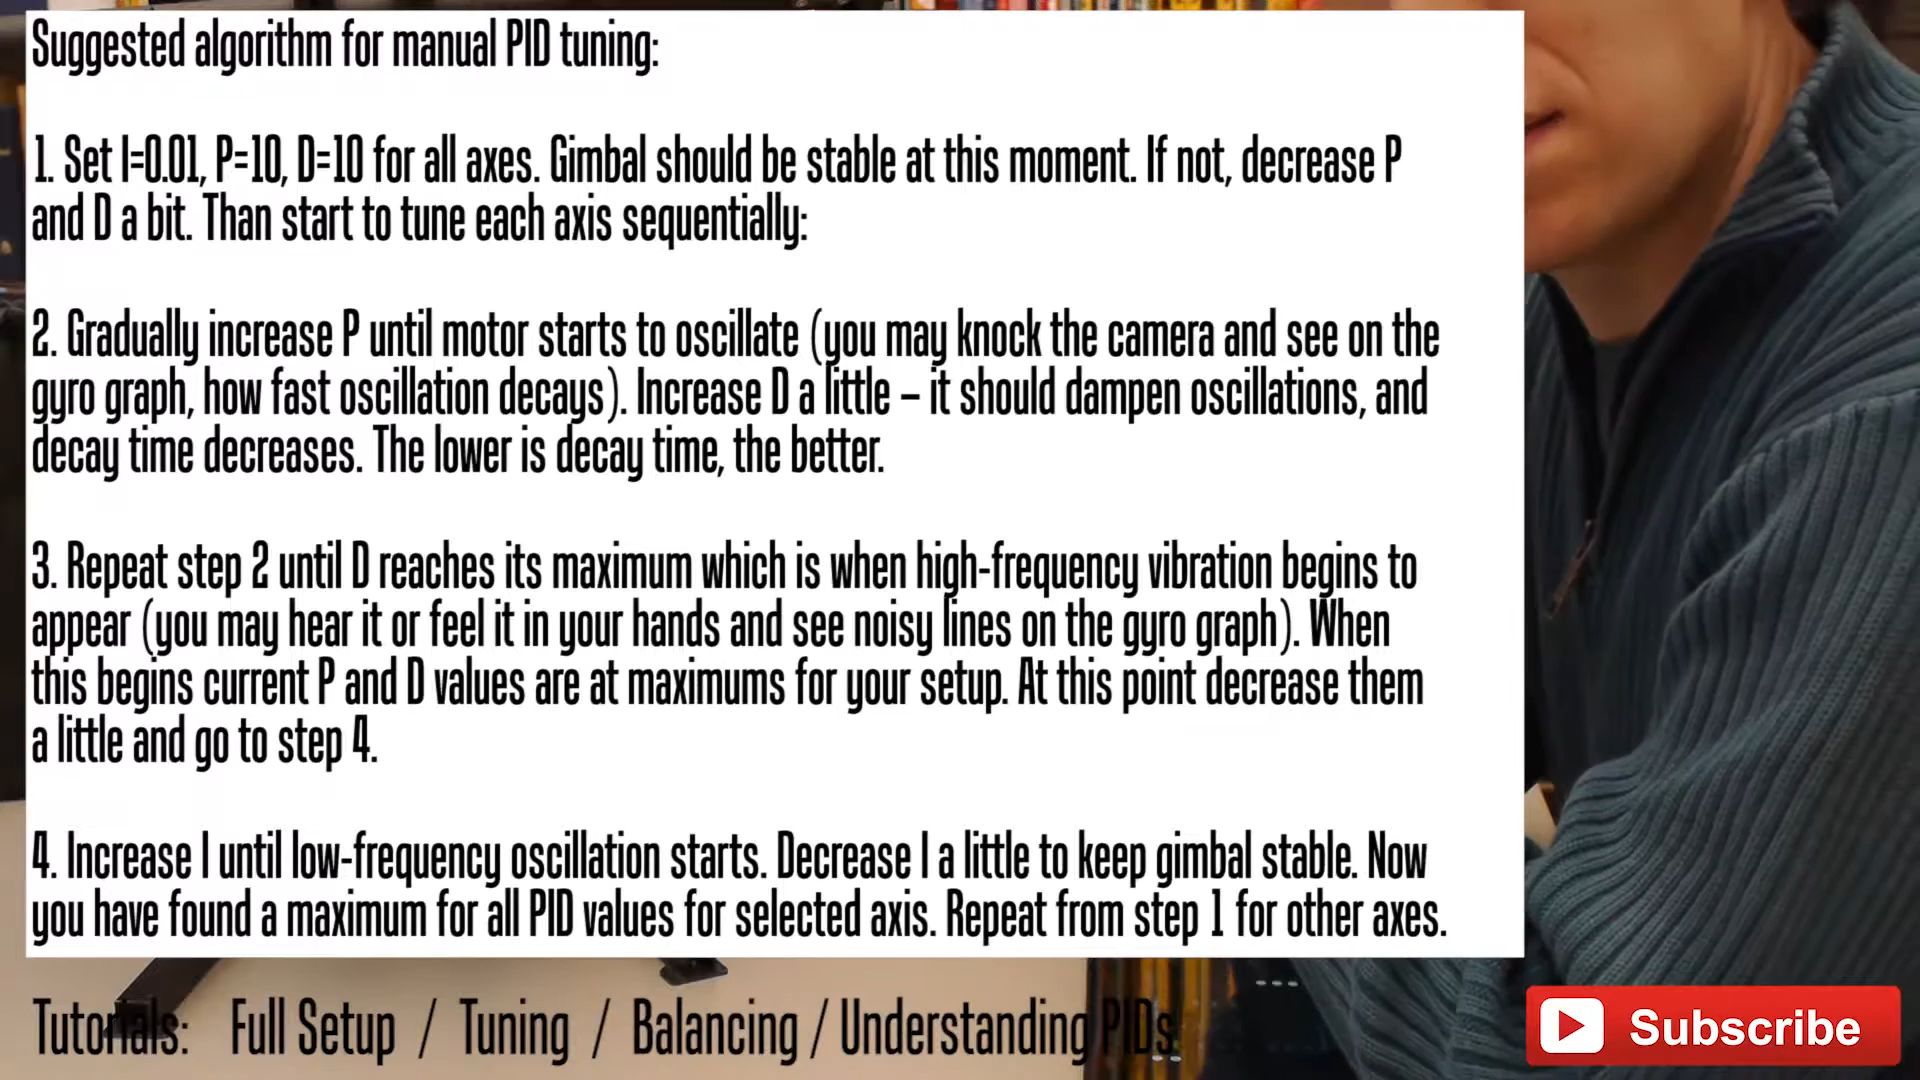 Suggested algorithm for manual PID tuning:
1. Set I=0.01, P=10, D=10 for all axes. Gimbal should be stable at this moment. If not, decrease P
and D a bit. Than start to tune each axis sequentially:
2. Gradually increase P until motor starts to oscillate (you may knock the camera and see on the
gyro graph, how fast oscillation decays). Increase D a little – it should dampen oscillations, and
decay time decreases. The lower is decay time, the better.
3. Repeat step 2 until D reaches its maximum which is when high-frequency vibration begins to
appear (you may hear it or feel it in your hands and see noisy lines on the gyro graph). When
this begins current P and D values are at maximums for your setup. At this point decrease them
a little and go to step 4.
4. Increase I until low-frequency oscillation starts. Decrease I a little to keep gimbal stable. Now
you have found a maximum for all PID values for selected axis. Repeat from step 1 for other axes.
Tutorials: Full Setup / Tuning / Balancing / Understanding PIDs
Subscribe